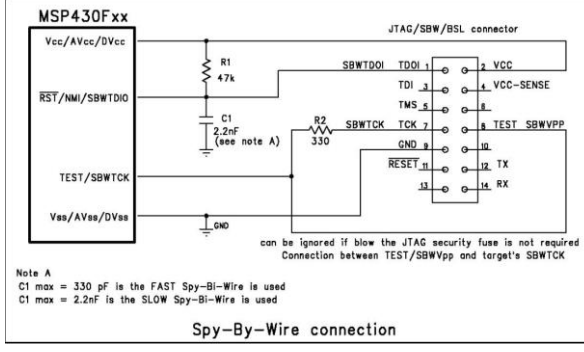 MSP430Fxx
JTAG/SBW/BSL connector
Vcc/AVcc/DVcc
R1
47k
SBWTDOI TDOI 1 2 VCC
TDI 3 4 VCC-SENSE
RST/NMI/SBWTDIO
TMS 5 6
C1
2.2nF
(see note A)
R2
330
SBWTCK TCK 7 8 TEST SBWVPP
GND 9 10
RESET 11 12 TX
TEST/SBWTCK
13 14 RX
Vss/AVss/DVss
GND
can be ignared if blow the JTAG security fuse is not required
Connection between TEST/SBWVpp and target's SBWTCK
Note A
C1 max = 330 pF is the FAST Spy-Bi-Wire is used
C1 max = 2.2nF is the SLOW Spy-Bi-Wire is used
Spy-By-Wire connection